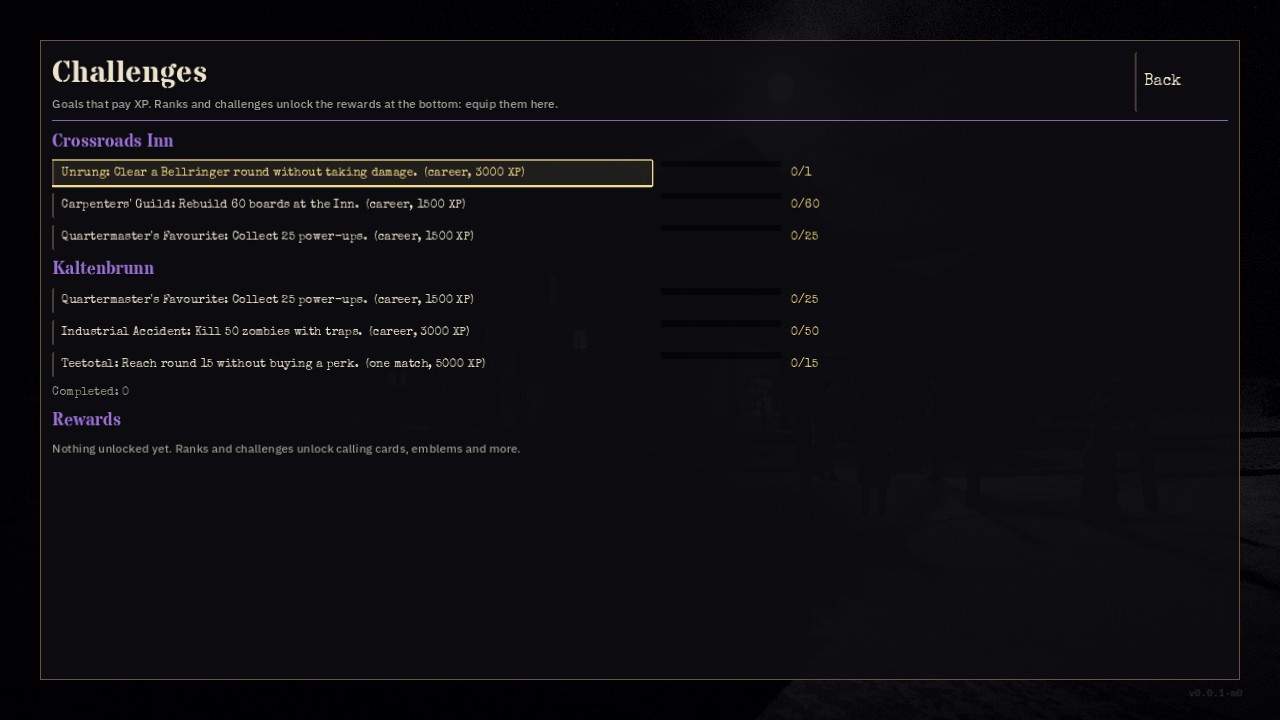 Challenges
Back
Goals that pay XP. Ranks and challenges unlock the rewards at the bottom: equip them here.
Crossroads Inn
Unrung: Clear a Bellringer round without taking damage. (career, 3000 XP) 0/1
Carpenters' Guild: Rebuild 60 boards at the Inn. (career, 1500 XP) 0/60
Quartermaster's Favourite: Collect 25 power-ups. (career, 1500 XP) 0/25
Kaltenbrunn
Quartermaster's Favourite: Collect 25 power-ups. (career, 1500 XP) 0/25
Industrial Accident: Kill 50 zombies with traps. (career, 3000 XP) 0/50
Teetotal: Reach round 15 without buying a perk. (one match, 5000 XP) 0/15
Completed: 0
Rewards
Nothing unlocked yet. Ranks and challenges unlock calling cards, emblems and more.
v0.0.1-m0